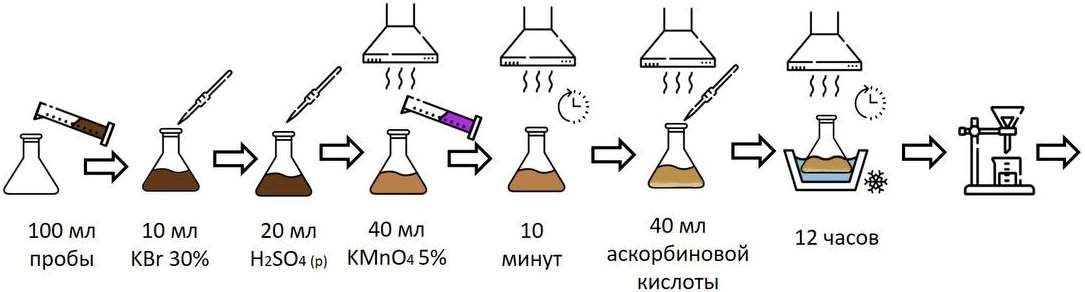 100 мл
пробы
10 мл
KBr 30%
20 мл
H2SO4 (р)
40 мл
KMnO4 5%
10
минут
40 мл
аскорбиновой
кислоты
12 часов